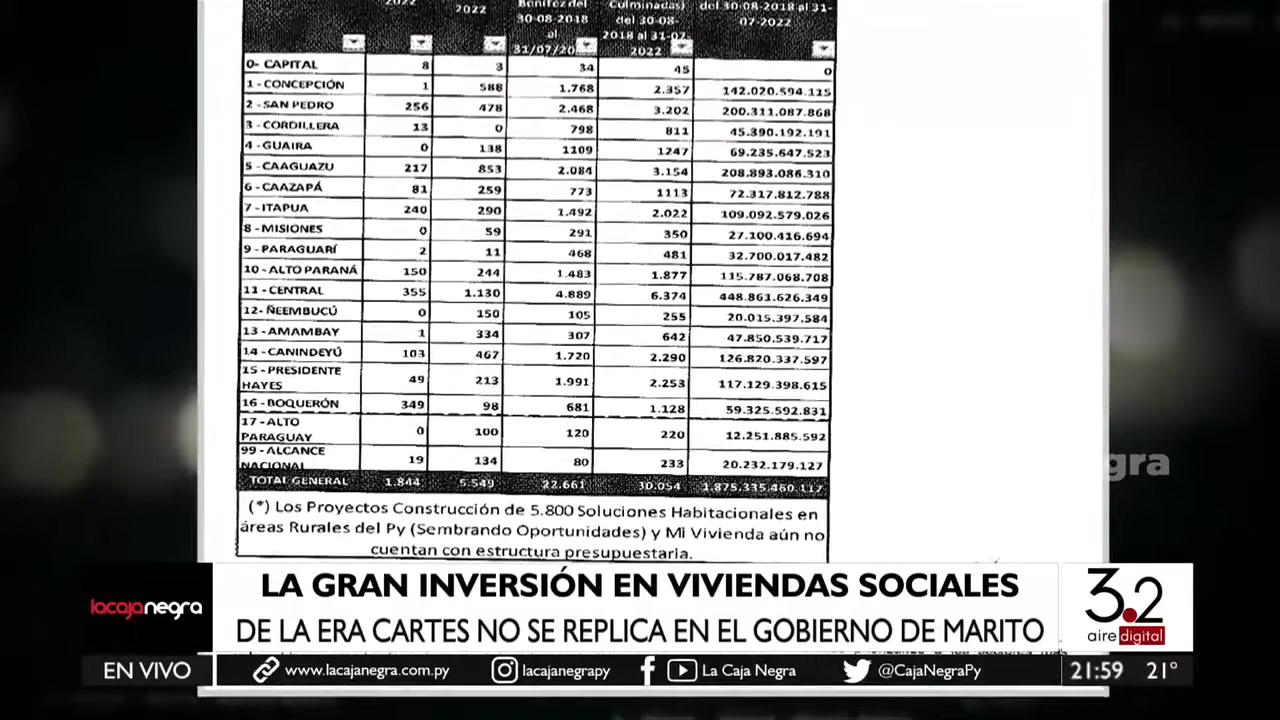 2022
2022
Benítez del
30-08-2018
al
31/07/20
Culminadas)
del 30-08-
2018 al 31-07-
2022
del 30-08-2018 al 31-
07-2022
0- CAPITAL 8 3 34 45 0
1 - CONCEPCIÓN 1 588 1.768 2.357 142.020.594.115
2 - SAN PEDRO 256 478 2.468 3.202 200.311.087.868
3 - CORDILLERA 13 0 798 811 45.390.192.191
4 - GUAIRA 0 138 1109 1247 69.235.647.523
5 - CAAGUAZU 217 853 2.084 3.154 208.893.086.310
6 - CAAZAPÁ 81 259 773 1113 72.317.812.788
7 - ITAPUA 240 290 1.492 2.022 109.092.579.026
8 - MISIONES 0 59 291 350 27.100.416.694
9 - PARAGUARÍ 2 11 468 481 32.700.017.482
10 - ALTO PARANÁ 150 244 1.483 1.877 115.787.068.708
11 - CENTRAL 355 1.130 4.889 6.374 448.861.626.349
12- ÑEEMBUCÚ 0 150 105 255 20.015.397.584
13 - AMAMBAY 1 334 307 642 47.850.539.717
14 - CANINDEYÚ 103 467 1.720 2.290 126.820.337.597
15 - PRESIDENTE
HAYES 49 213 1.991 2.253 117.129.398.615
16 - BOQUERÓN 349 98 681 1.128 59.325.592.831
17 - ALTO
PARAGUAY 0 100 120 220 12.251.885.592
99 - ALCANCE
NACIONAL 19 134 80 233 20.232.179.127
TOTAL GENERAL 1.844 5.549 22.661 30.054 1.875.335.460.117
(*) Los Proyectos Construcción de 5.800 Soluciones Habitacionales en
áreas Rurales del Py (Sembrando Oportunidades) y Mi Vivienda aún no
cuentan con estructura presupuestaria.
gra
LA GRAN INVERSIÓN EN VIVIENDAS SOCIALES
DE LA ERA CARTES NO SE REPLICA EN EL GOBIERNO DE MARITO
lacajanegra
3.2
aire digital
EN VIVO
www.lacajanegra.com.py
lacajanegrapy
La Caja Negra
@CajaNegraPy
21:59 21°